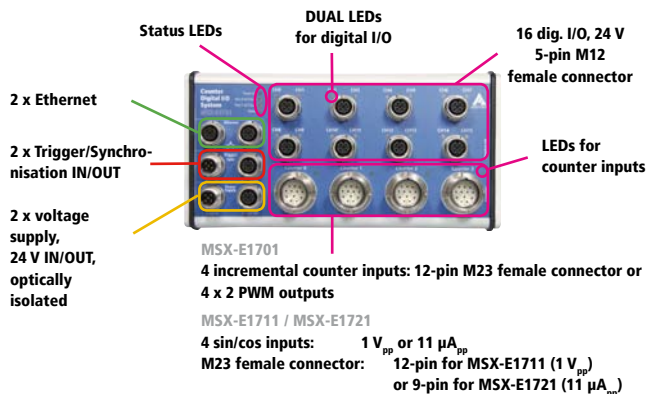 Status LEDs
DUAL LEDs
for digital I/O
16 dig. I/O, 24 V
5-pin M12
female connector
2 x Ethernet
2 x Trigger/Synchro-
nisation IN/OUT
2 x voltage
supply,
24 V IN/OUT,
optically
isolated
LEDs for
counter inputs
Counter
Digital I/O
System
MSX-E1701
4 incremental counter inputs: 12-pin M23 female connector or
4 x 2 PWM outputs
MSX-E1711 / MSX-E1721
4 sin/cos inputs: 1 Vpp or 11 µApp
M23 female connector: 12-pin for MSX-E1711 (1 Vpp)
or 9-pin for MSX-E1721 (11 µApp)